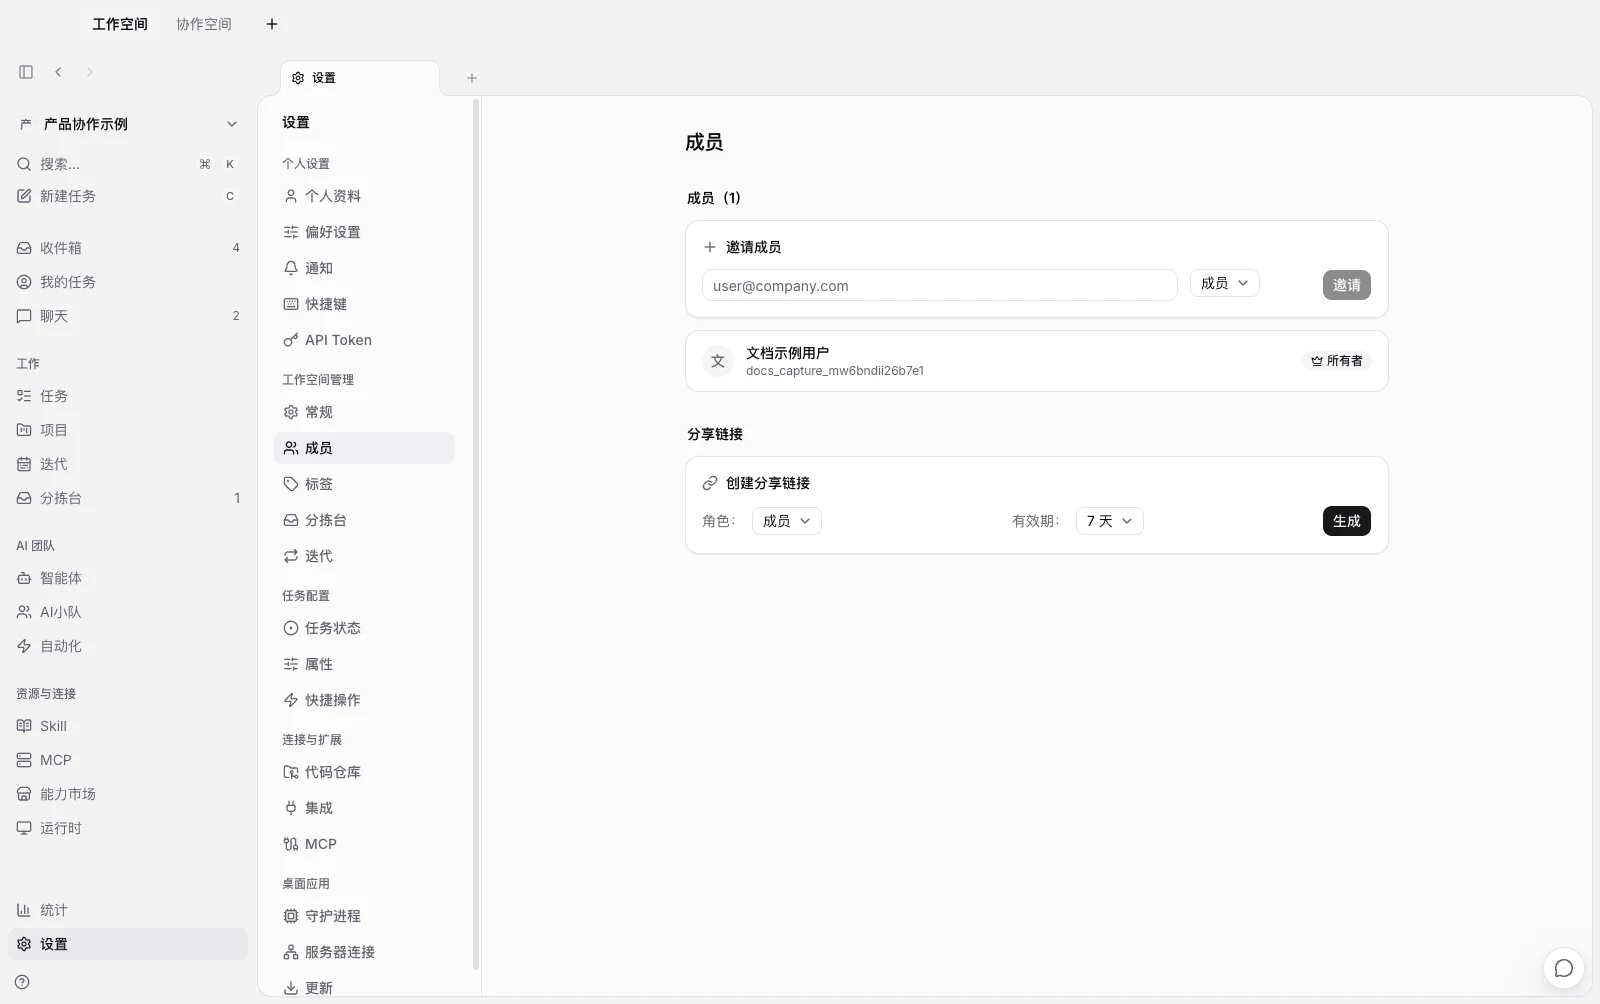 工作空间
协作空间
设置
产 产品协作示例
搜索... ⌘ K
新建任务 C
收件箱 4
我的任务
聊天 2
工作
任务
项目
迭代
分拣台 1
AI 团队
智能体
AI小队
自动化
资源与连接
Skill
MCP
能力市场
运行时
统计
设置
设置
个人设置
个人资料
偏好设置
通知
快捷键
API Token
工作空间管理
常规
成员
标签
分拣台
迭代
任务配置
任务状态
属性
快捷操作
连接与扩展
代码仓库
集成
MCP
桌面应用
守护进程
服务器连接
更新
成员
成员（1）
邀请成员
user@company.com 成员 邀请
文 文档示例用户
docs_capture_mw6bndii26b7e1
所有者
分享链接
创建分享链接
角色： 成员 有效期： 7 天 生成